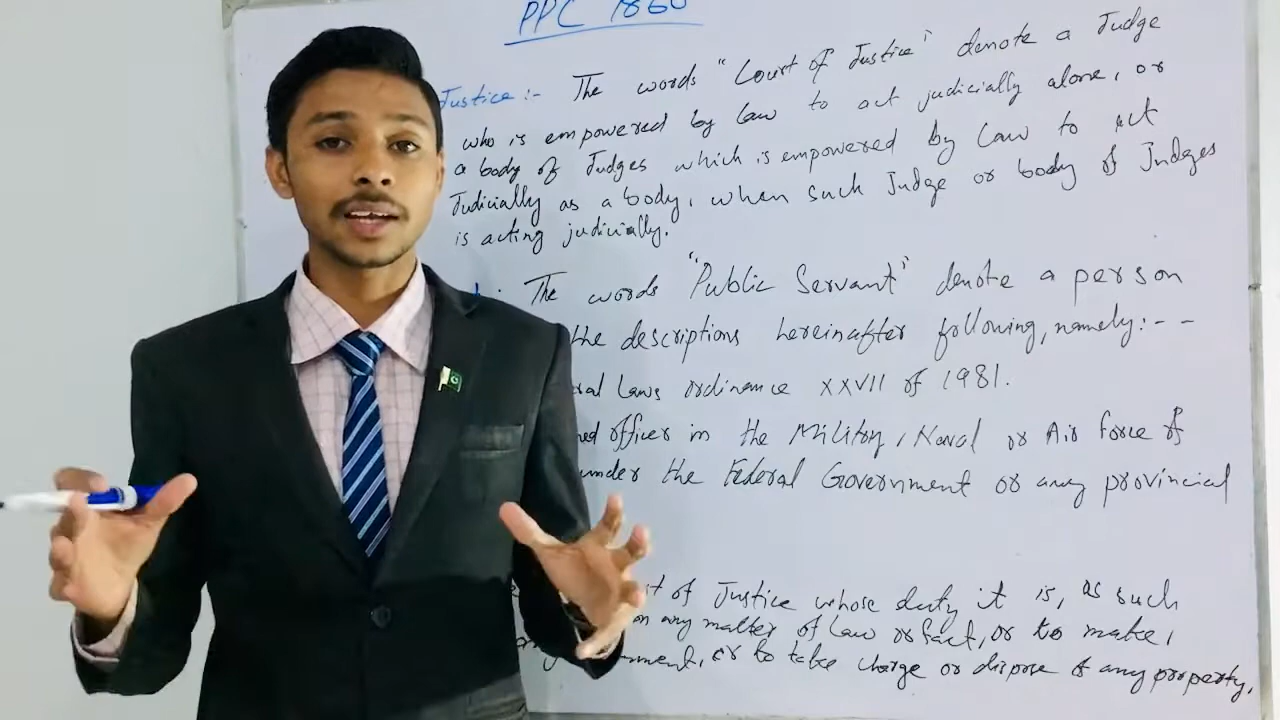 PPC 1860
Justice :- The words "Court of Justice" denote a Judge
who is empowered by Law to act judicially alone, or
a body of Judges which is empowered by Law to act
Judicially as a body, when such Judge or body of Judges
is acting judicially.
The words "Public Servant" denote a person
the descriptions hereinafter following, namely:--
Laws ordinance XXVII of 1981.
officer in the Military, Naval or Air force of
under the Federal Government or any provincial
of Justice whose duty it is, as such
on any matter of Law or fact, or to make,
or to take charge or dispose of any property,